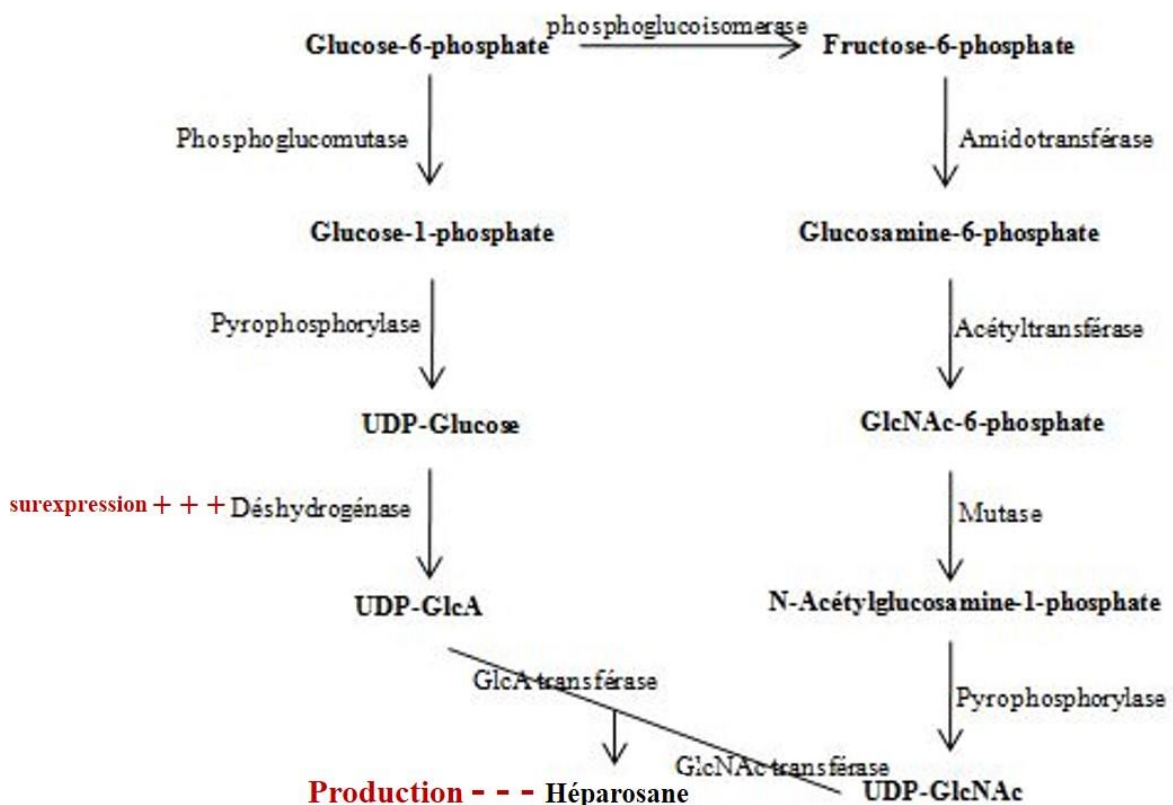 Glucose-6-phosphate phosphoglucoisomerase Fructose-6-phosphate
Phosphoglucomutase Amidotransférase
Glucose-1-phosphate Glucosamine-6-phosphate
Pyrophosphorylase Acétyltransférase
UDP-Glucose GlcNAc-6-phosphate
surexpression + + + Déshydrogénase Mutase
UDP-GlcA N-Acétylglucosamine-1-phosphate
GlcA transférase Pyrophosphorylase
GlcNAc transférase
Production - - - Héparosane UDP-GlcNAc